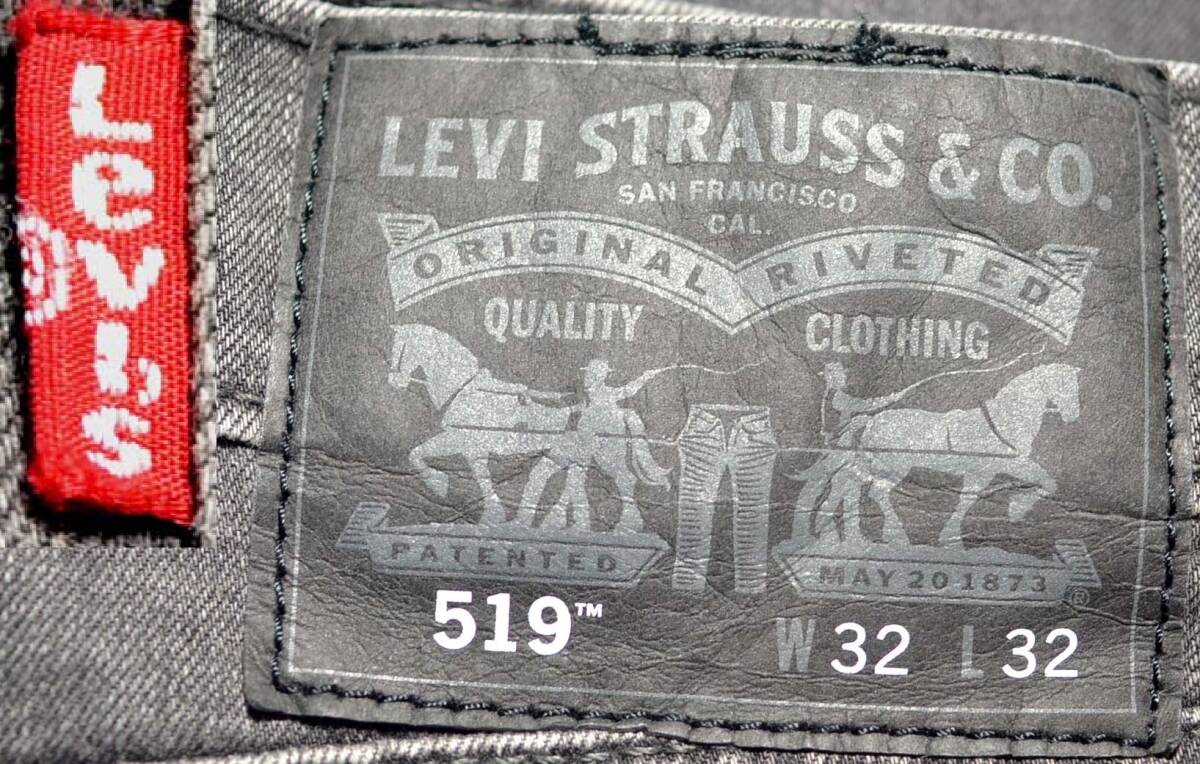 Levi's
LEVI STRAUSS & CO.
SAN FRANCISCO
CAL.
ORIGINAL RIVETED
QUALITY CLOTHING
PATENTED MAY 20 1873 ®
519™
W 32 L 32